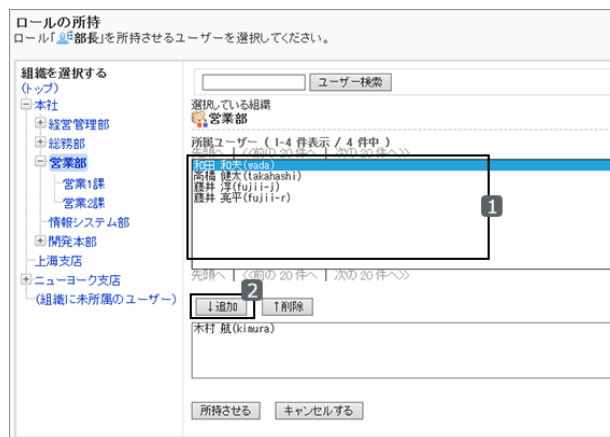 ロールの所持
ロール「部長」を所持させるユーザーを選択してください。
組織を選択する
(トップ)
本社
経営管理部
総務部
営業部
営業1課
営業2課
情報システム部
開発本部
上海支店
ニューヨーク支店
(組織に未所属のユーザー)
ユーザー検索
選択している組織
営業部
所属ユーザー ( 1-4 件表示 / 4 件中 )
先頭へ | <<前の 20 件へ | 次の 20 件へ>>
和田 和夫(wada)
高橋 健太(takahashi)
藤井 淳(fujii-j)
藤井 亮平(fujii-r)
1
先頭へ | <<前の 20 件へ | 次の 20 件へ>>
2
↓追加 ↑削除
木村 航(kimura)
所持させる キャンセルする